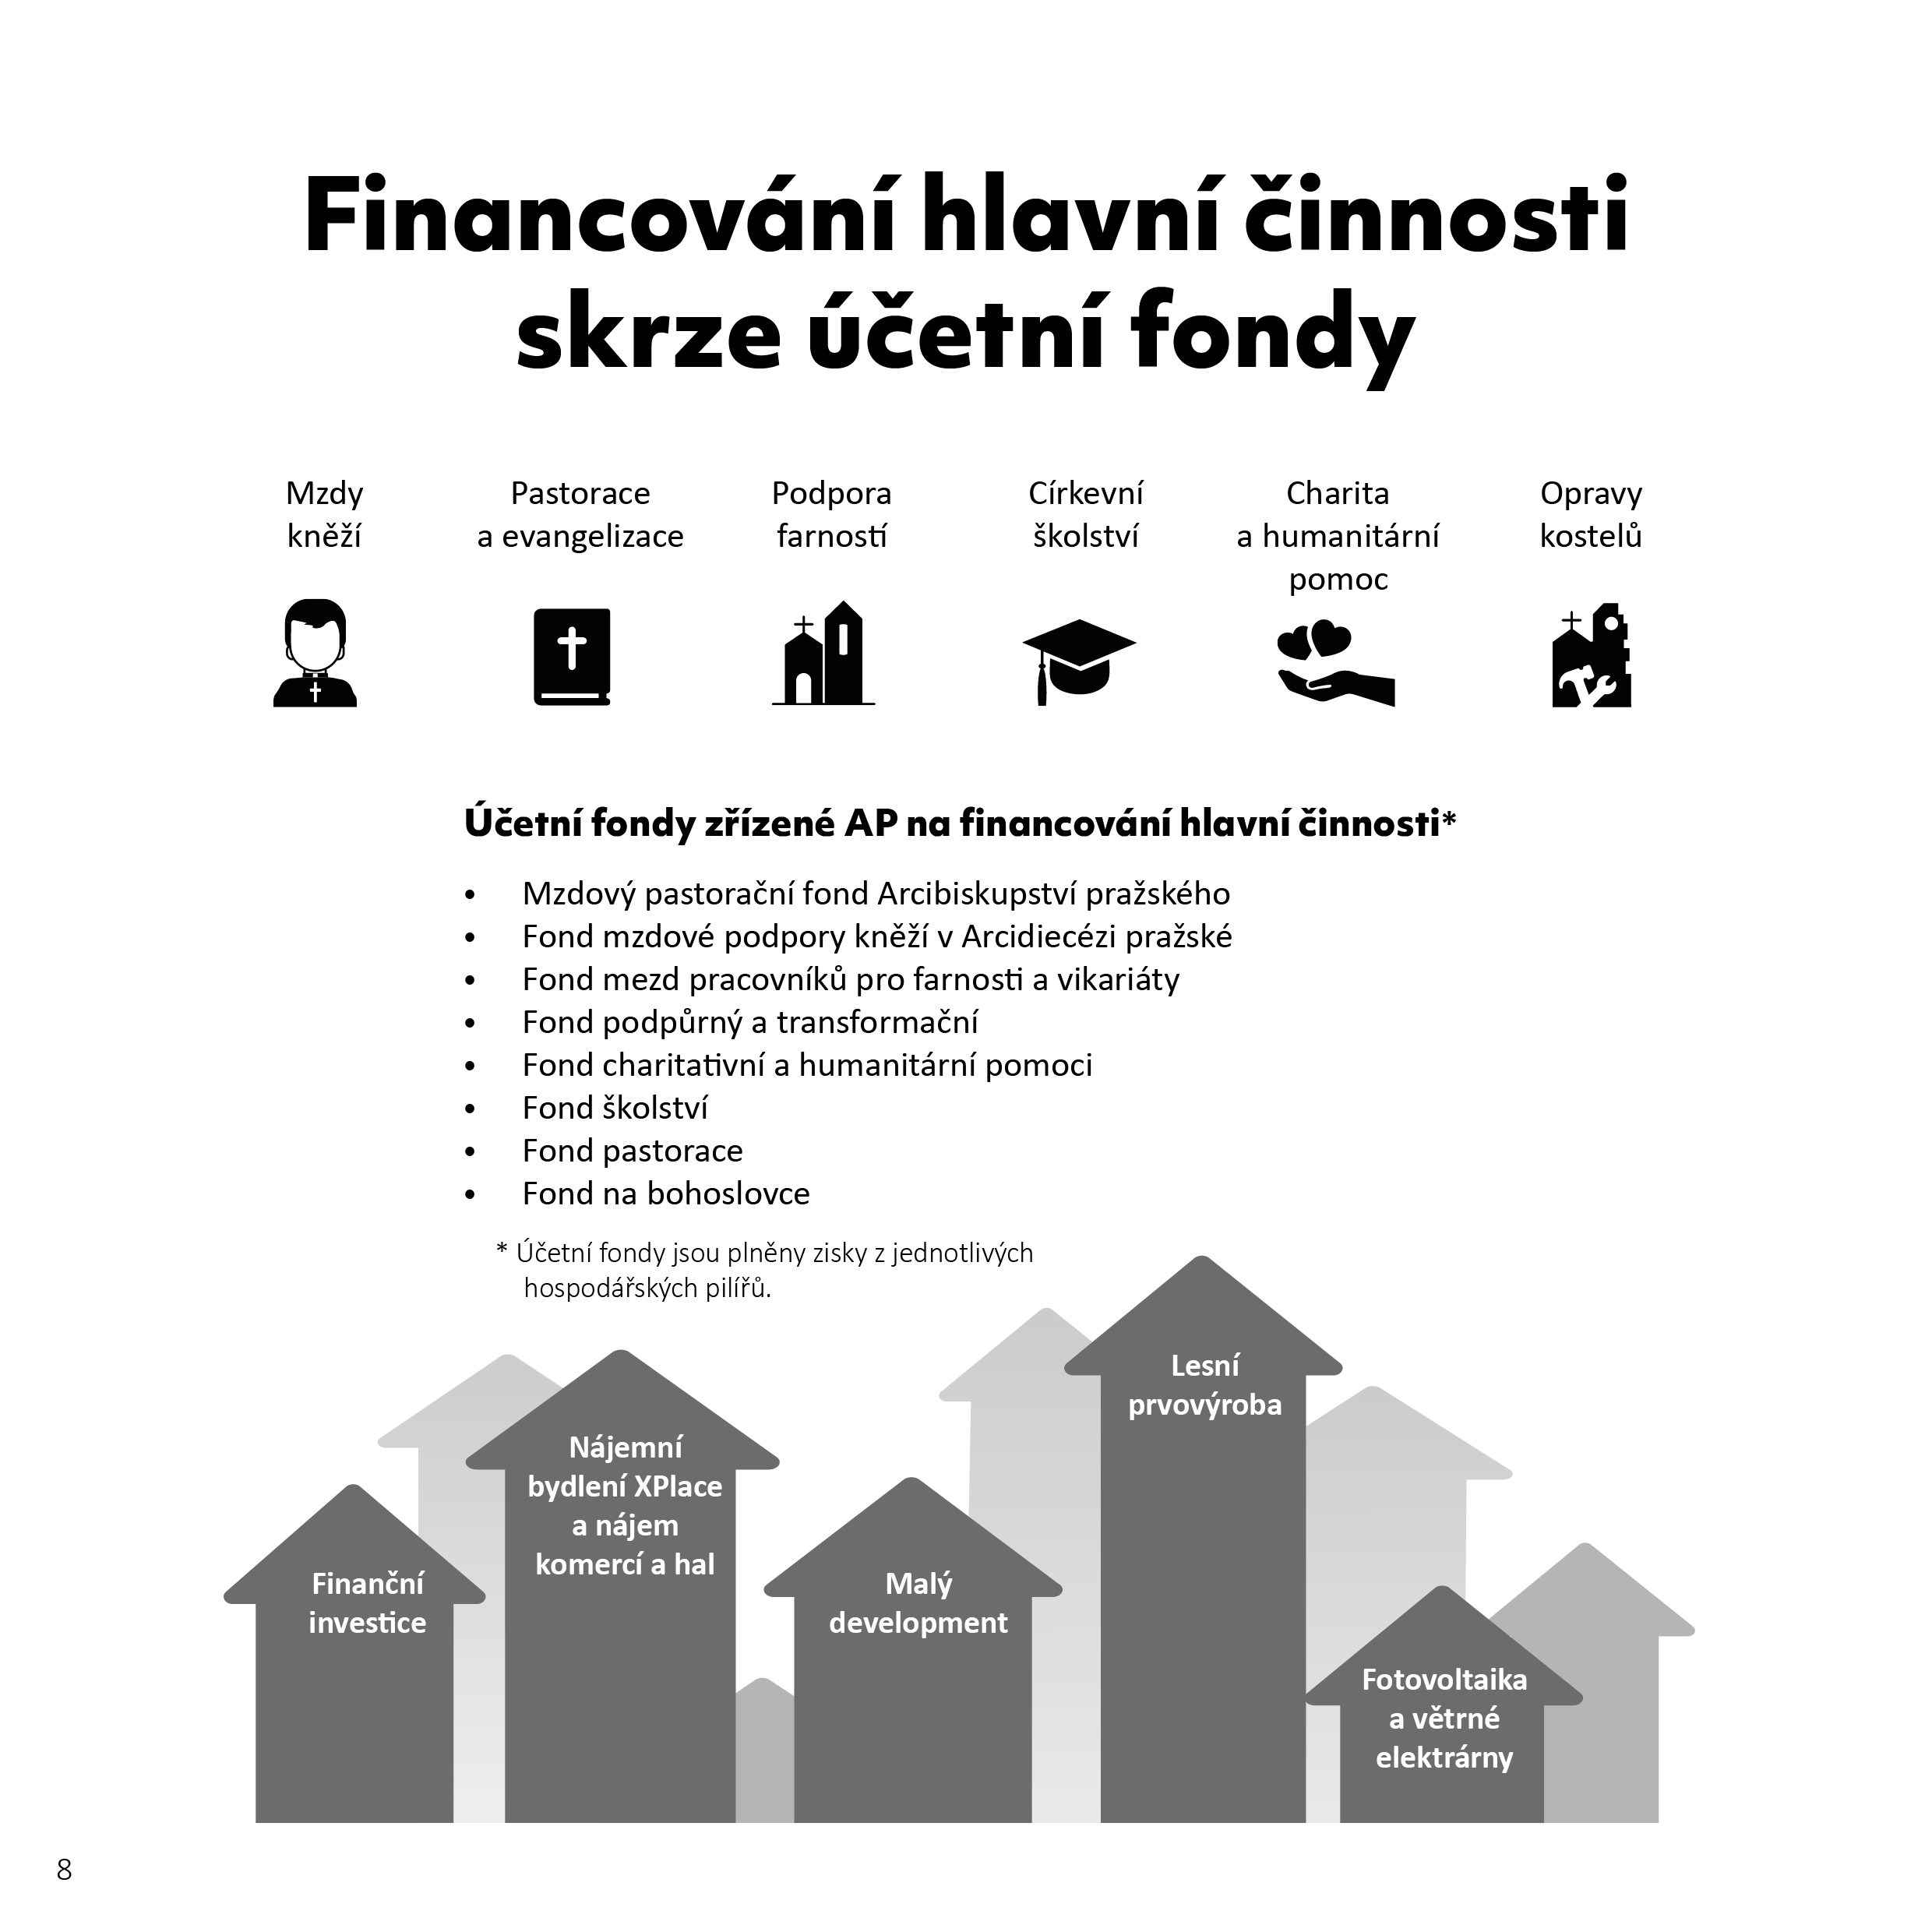 Financování hlavní činnosti
skrze účetní fondy
Mzdy
kněží
Pastorace
a evangelizace
Podpora
farností
Církevní
školství
Charita
a humanitární
pomoc
Opravy
kostelů
Účetní fondy zřízené AP na financování hlavní činnosti*
• Mzdový pastorační fond Arcibiskupství pražského
• Fond mzdové podpory kněží v Arcidiecézi pražské
• Fond mezd pracovníků pro farnosti a vikariáty
• Fond podpůrný a transformační
• Fond charitativní a humanitární pomoci
• Fond školství
• Fond pastorace
• Fond na bohoslovce
* Účetní fondy jsou plněny zisky z jednotlivých
hospodářských pilířů.
Finanční
investice
Nájemní
bydlení XPlace
a nájem
komercí a hal
Malý
development
Lesní
prvovýroba
Fotovoltaika
a větrné
elektrárny
8